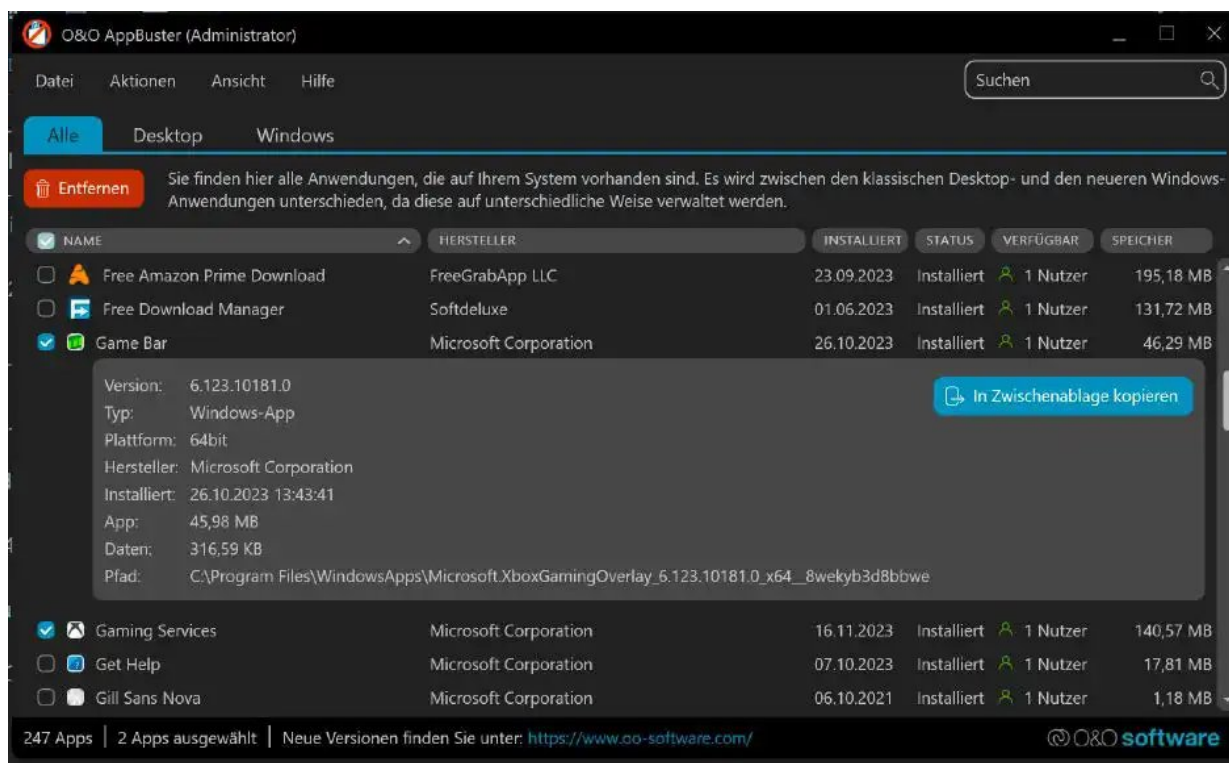 O&O AppBuster (Administrator)
Datei Aktionen Ansicht Hilfe Suchen
Alle Desktop Windows
Entfernen
Sie finden hier alle Anwendungen, die auf Ihrem System vorhanden sind. Es wird zwischen den klassischen Desktop- und den neueren Windows-
Anwendungen unterschieden, da diese auf unterschiedliche Weise verwaltet werden.
NAME HERSTELLER INSTALLIERT STATUS VERFÜGBAR SPEICHER
Free Amazon Prime Download FreeGrabApp LLC 23.09.2023 Installiert 1 Nutzer 195,18 MB
Free Download Manager Softdeluxe 01.06.2023 Installiert 1 Nutzer 131,72 MB
Game Bar Microsoft Corporation 26.10.2023 Installiert 1 Nutzer 46,29 MB
Version: 6.123.10181.0
In Zwischenablage kopieren
Typ: Windows-App
Plattform: 64bit
Hersteller: Microsoft Corporation
Installiert: 26.10.2023 13:43:41
App: 45,98 MB
Daten: 316,59 KB
Pfad: C:\Program Files\WindowsApps\Microsoft.XboxGamingOverlay_6.123.10181.0_x64__8wekyb3d8bbwe
Gaming Services Microsoft Corporation 16.11.2023 Installiert 1 Nutzer 140,57 MB
Get Help Microsoft Corporation 07.10.2023 Installiert 1 Nutzer 17,81 MB
Gill Sans Nova Microsoft Corporation 06.10.2021 Installiert 1 Nutzer 1,18 MB
247 Apps | 2 Apps ausgewählt | Neue Versionen finden Sie unter: https://www.oo-software.com/ O&O software